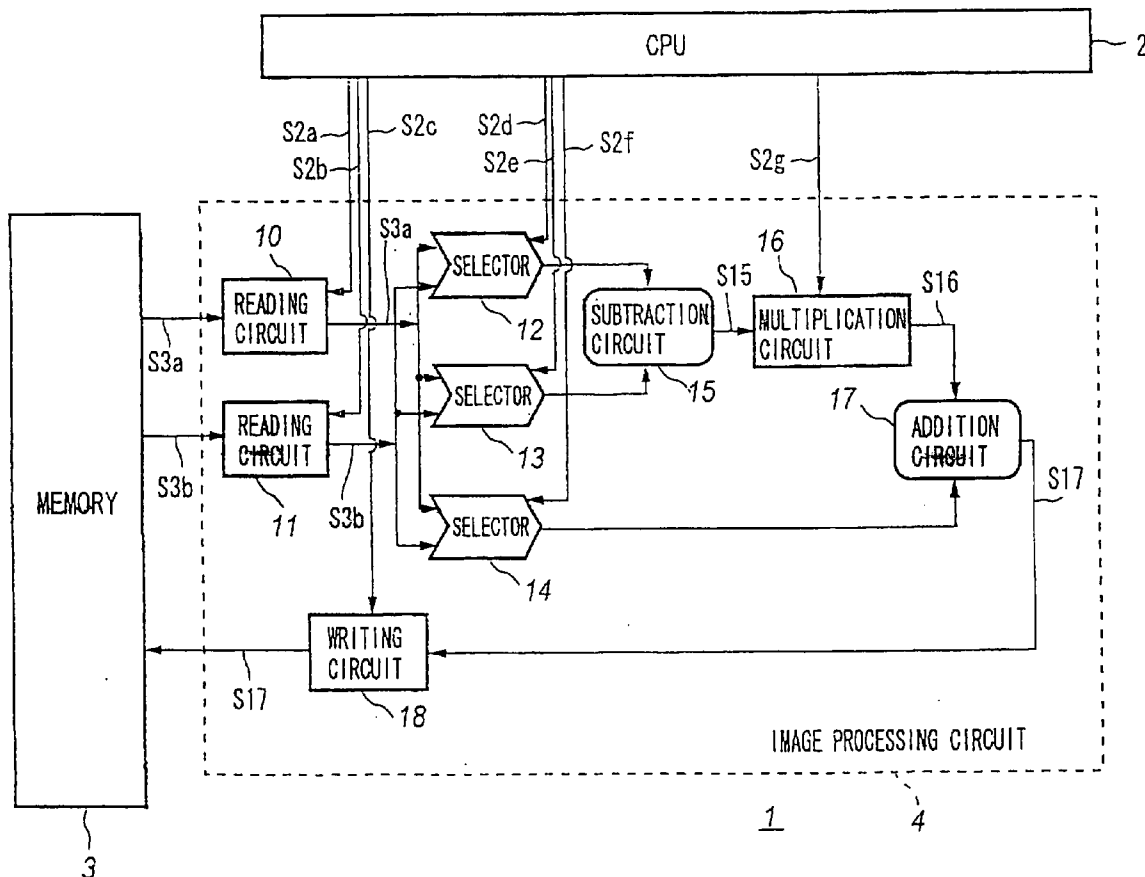 CPU
2
S2a
S2c
S2b
S2d
S2f
S2e
S2g
10
S3a
SELECTOR
12
READING
CIRCUIT
S3a
16
S15
S16
SUBTRACTION
CIRCUIT
15
MULTIPLICATION
CIRCUIT
SELECTOR
13
READING
CIRCUIT
11
S3b
S3b
17
ADDITION
CIRCUIT
S17
MEMORY
SELECTOR
14
WRITING
CIRCUIT
18
S17
IMAGE PROCESSING CIRCUIT
4
1
3